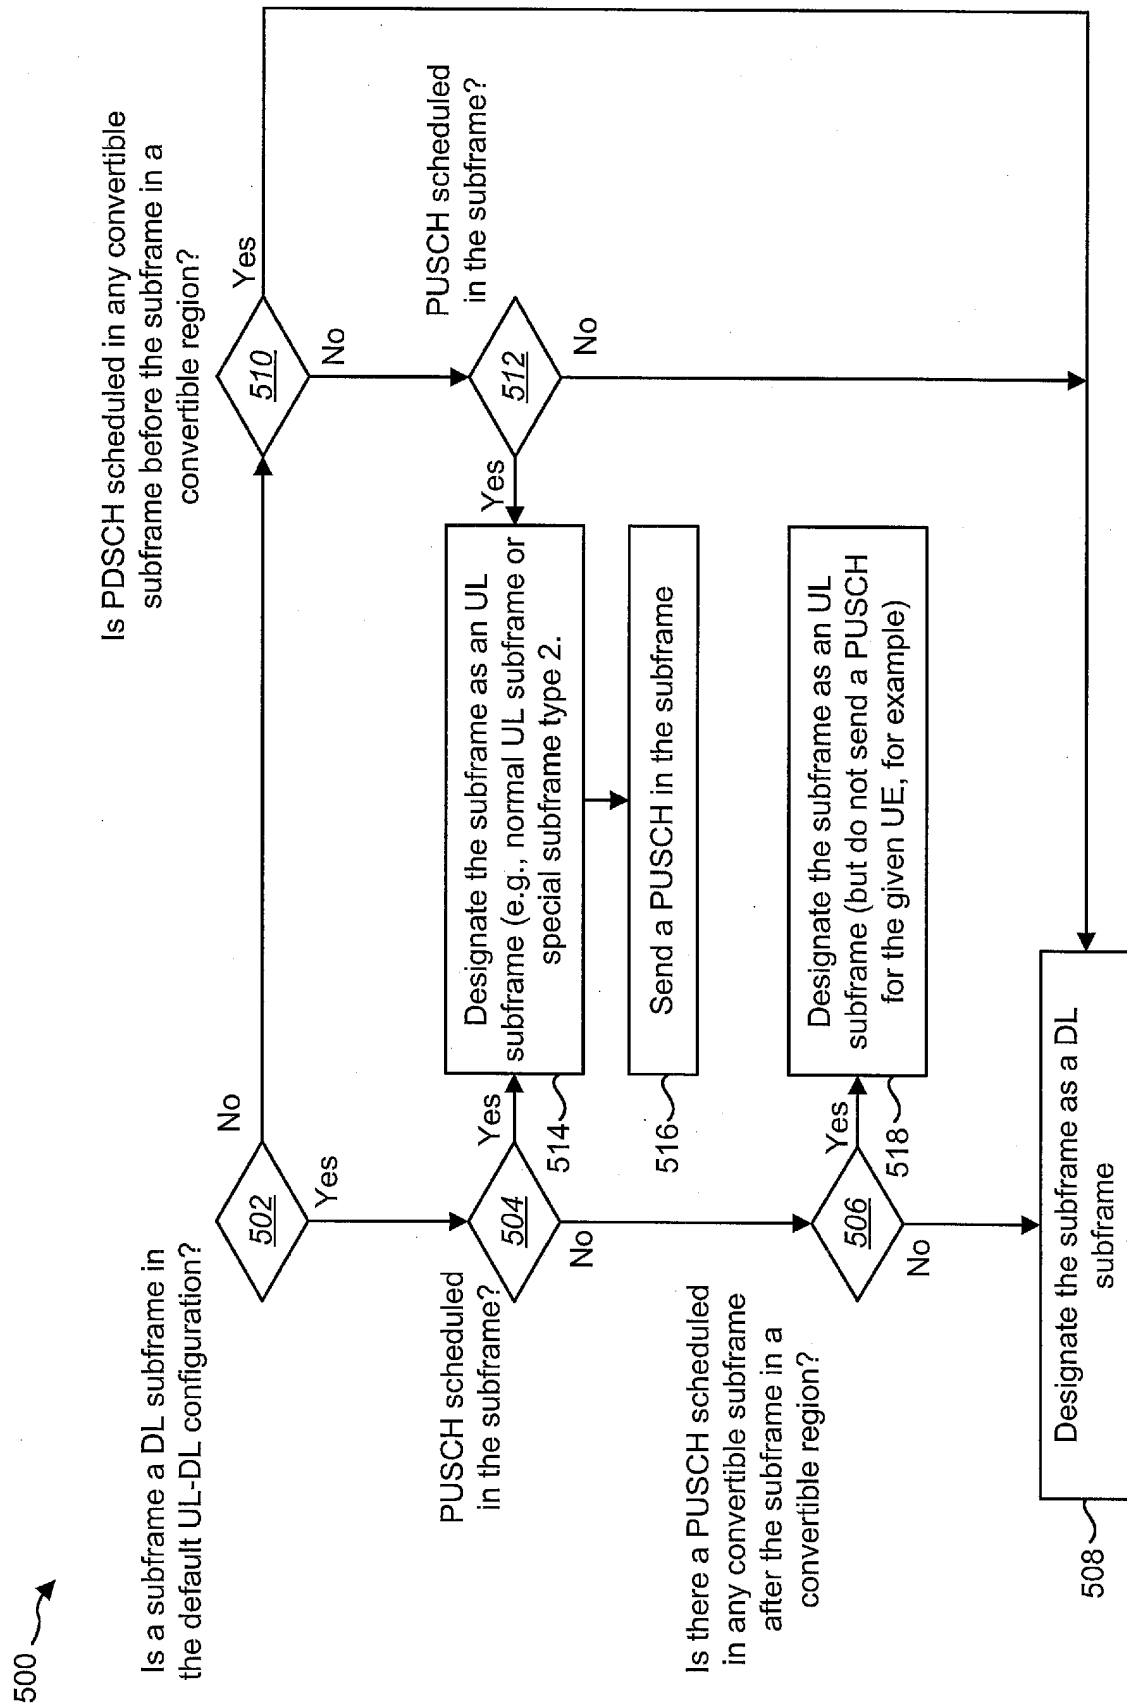 500
Is a subframe a DL subframe in
the default UL-DL configuration?
502
No
Yes
Is PDSCH scheduled in any convertible
subframe before the subframe in a
convertible region?
510
Yes
No
PUSCH scheduled
in the subframe?
504
Yes
No
PUSCH scheduled
in the subframe?
512
Yes
No
Designate the subframe as an UL
subframe (e.g., normal UL subframe or
special subframe type 2.
514
Send a PUSCH in the subframe
516
Is there a PUSCH scheduled
in any convertible subframe
after the subframe in a
convertible region?
506
Yes
No
Designate the subframe as an UL
subframe (but do not send a PUSCH
for the given UE, for example)
518
Designate the subframe as a DL
subframe
508